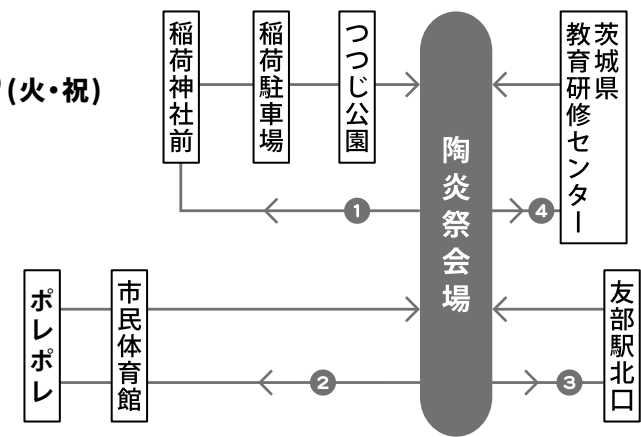 (火・祝)
稲荷神社前
稲荷駐車場
つつじ公園
陶炎祭会場
茨城県
教育研修センター
1
4
ポレポレ
市民体育館
友部駅北口
2
3